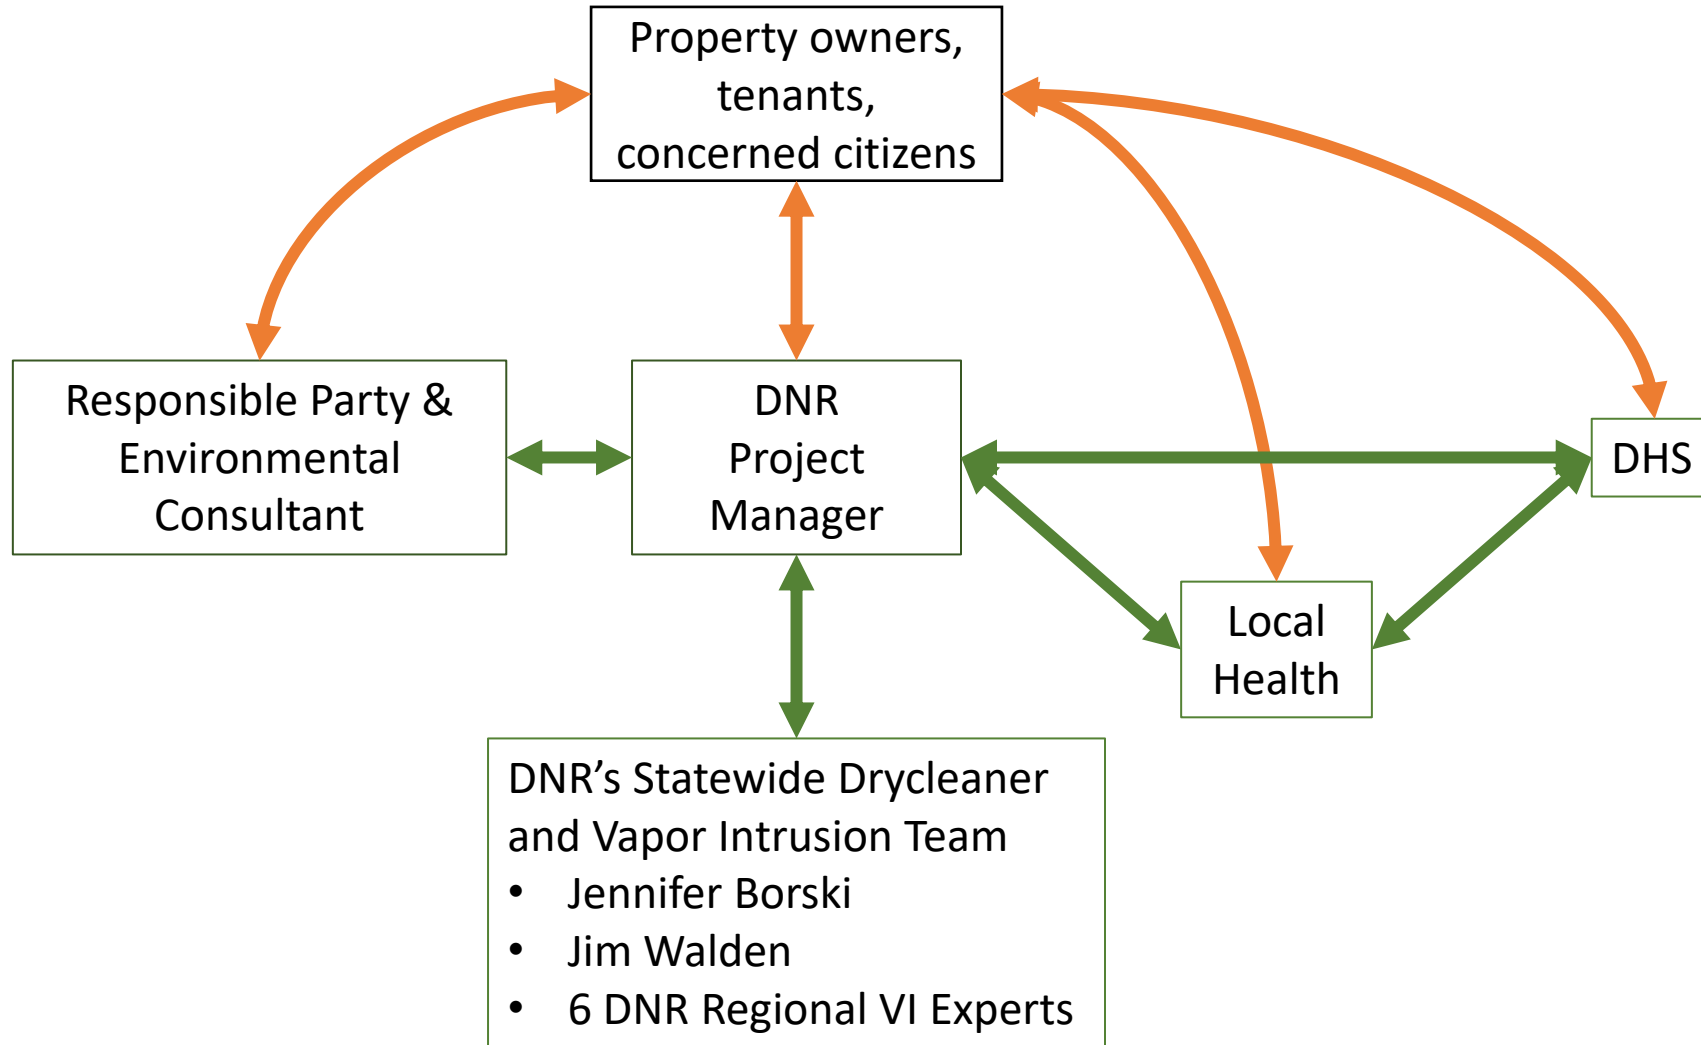 Property owners,
tenants,
concerned citizens
Responsible Party &
Environmental
Consultant
DNR
Project
Manager
DHS
Local
Health
DNR’s Statewide Drycleaner
and Vapor Intrusion Team
• Jennifer Borski
• Jim Walden
• 6 DNR Regional VI Experts